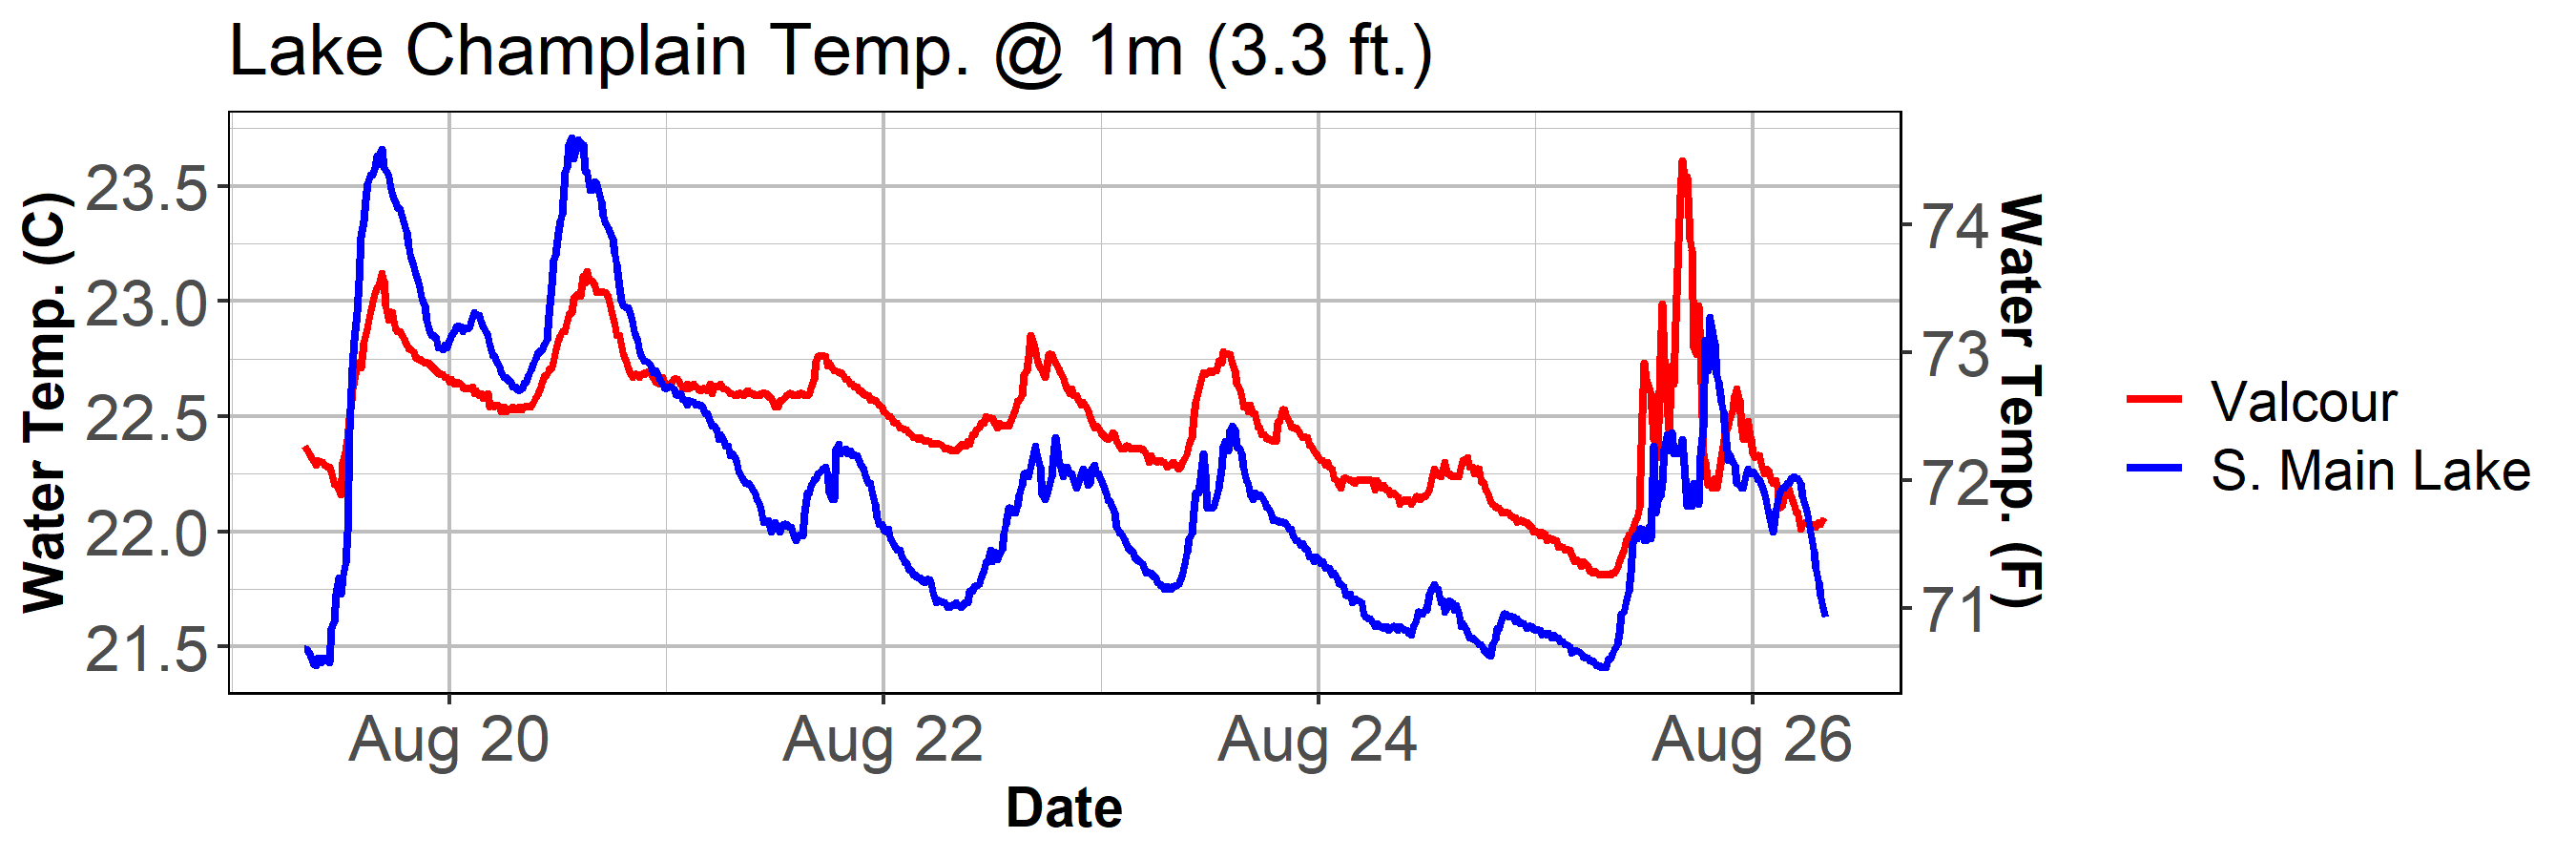 Lake Champlain Temp. @ 1m (3.3 ft.)
Water Temp. (C)
23.5
23.0
22.5
22.0
21.5
74
73
72
71
Water Temp. (F)
Aug 20 Aug 22 Aug 24 Aug 26
Date
Valcour
S. Main Lake